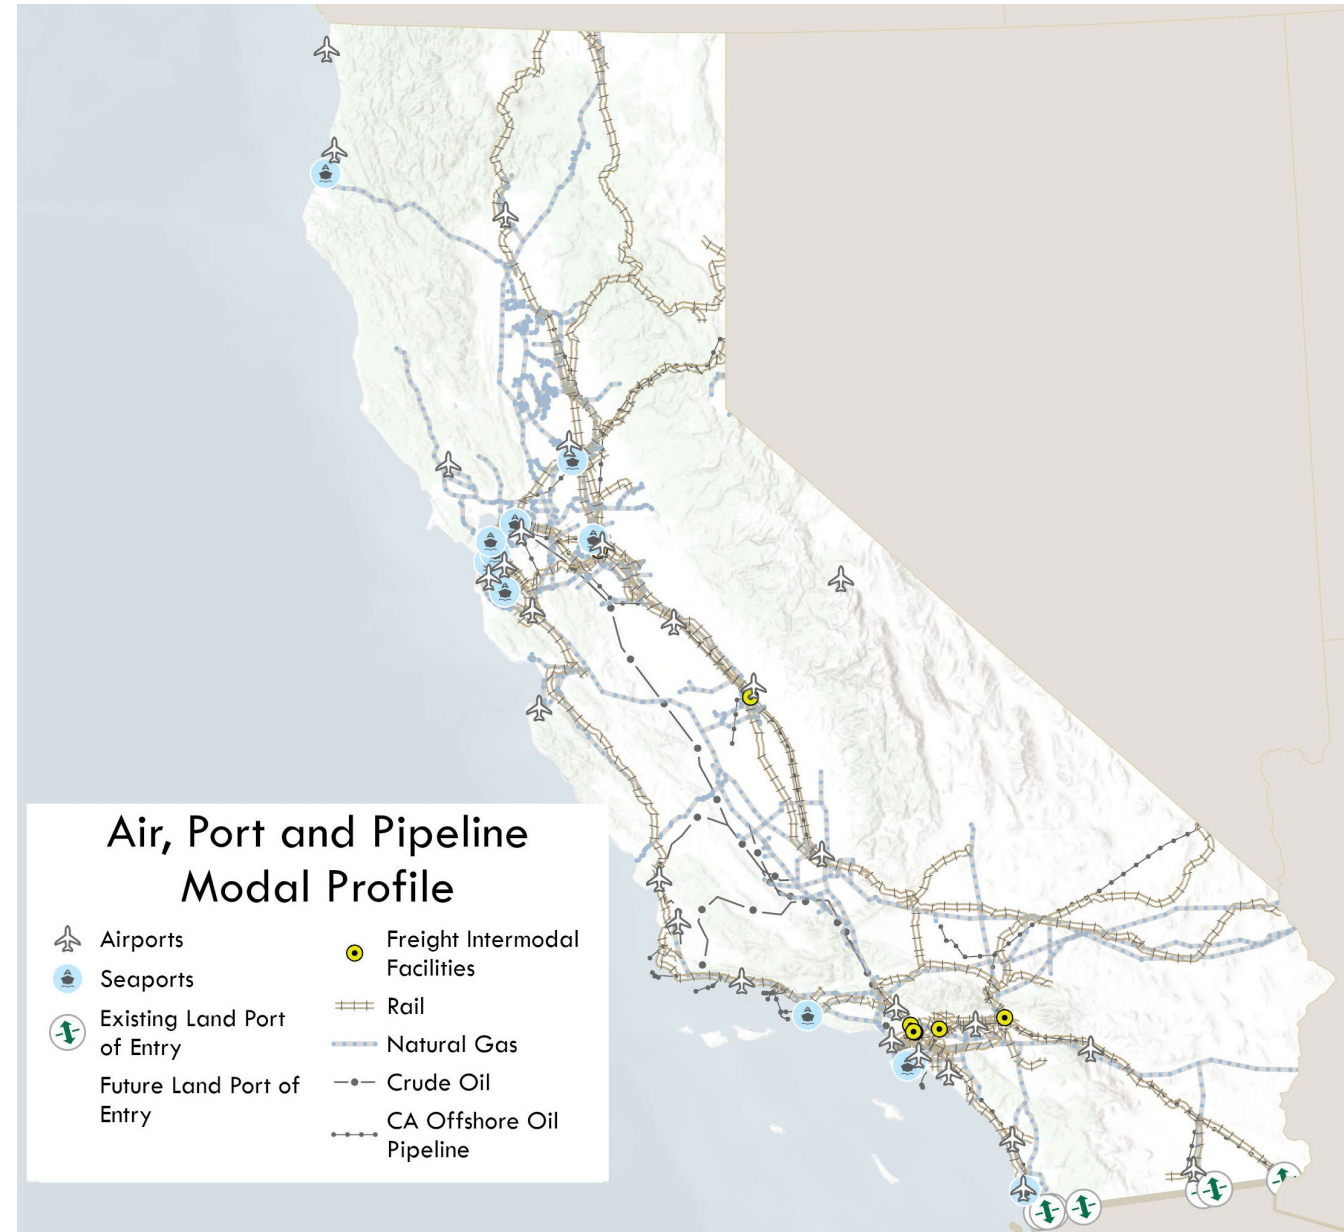 Air, Port and Pipeline
Modal Profile
Airports
Seaports
Existing Land Port
of Entry
Future Land Port of
Entry
Freight Intermodal
Facilities
Rail
Natural Gas
Crude Oil
CA Offshore Oil
Pipeline